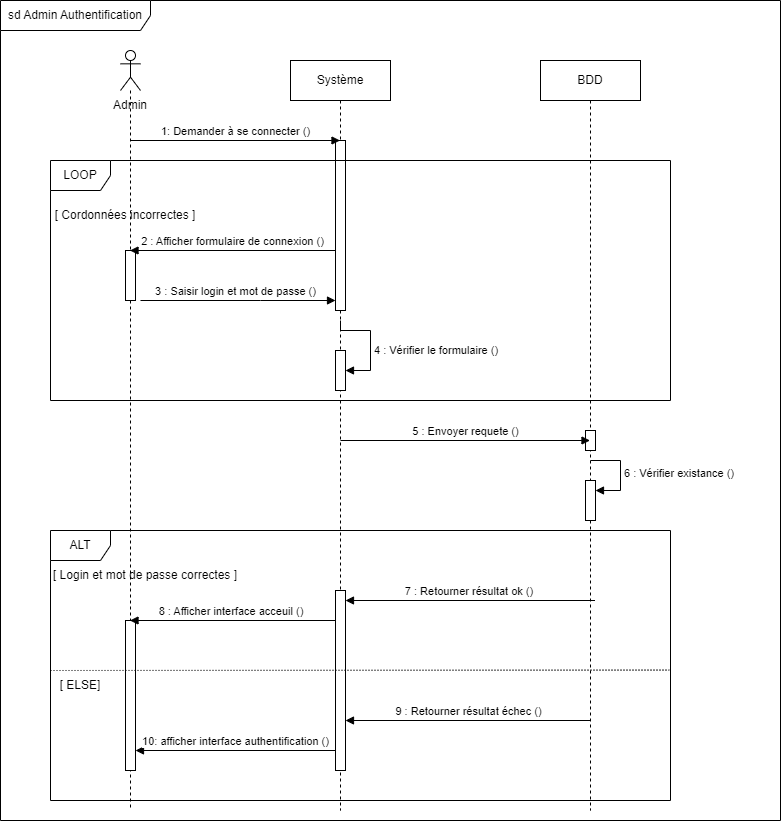 sd Admin Authentification
Admin
Système
BDD
1: Demander à se connecter ()
LOOP
[ Cordonnées incorrectes ]
2 : Afficher formulaire de connexion ()
3 : Saisir login et mot de passe ()
4 : Vérifier le formulaire ()
5 : Envoyer requete ()
6 : Vérifier existance ()
ALT
[ Login et mot de passe correctes ]
7 : Retourner résultat ok ()
8 : Afficher interface acceuil ()
[ ELSE]
9 : Retourner résultat échec ()
10: afficher interface authentification ()